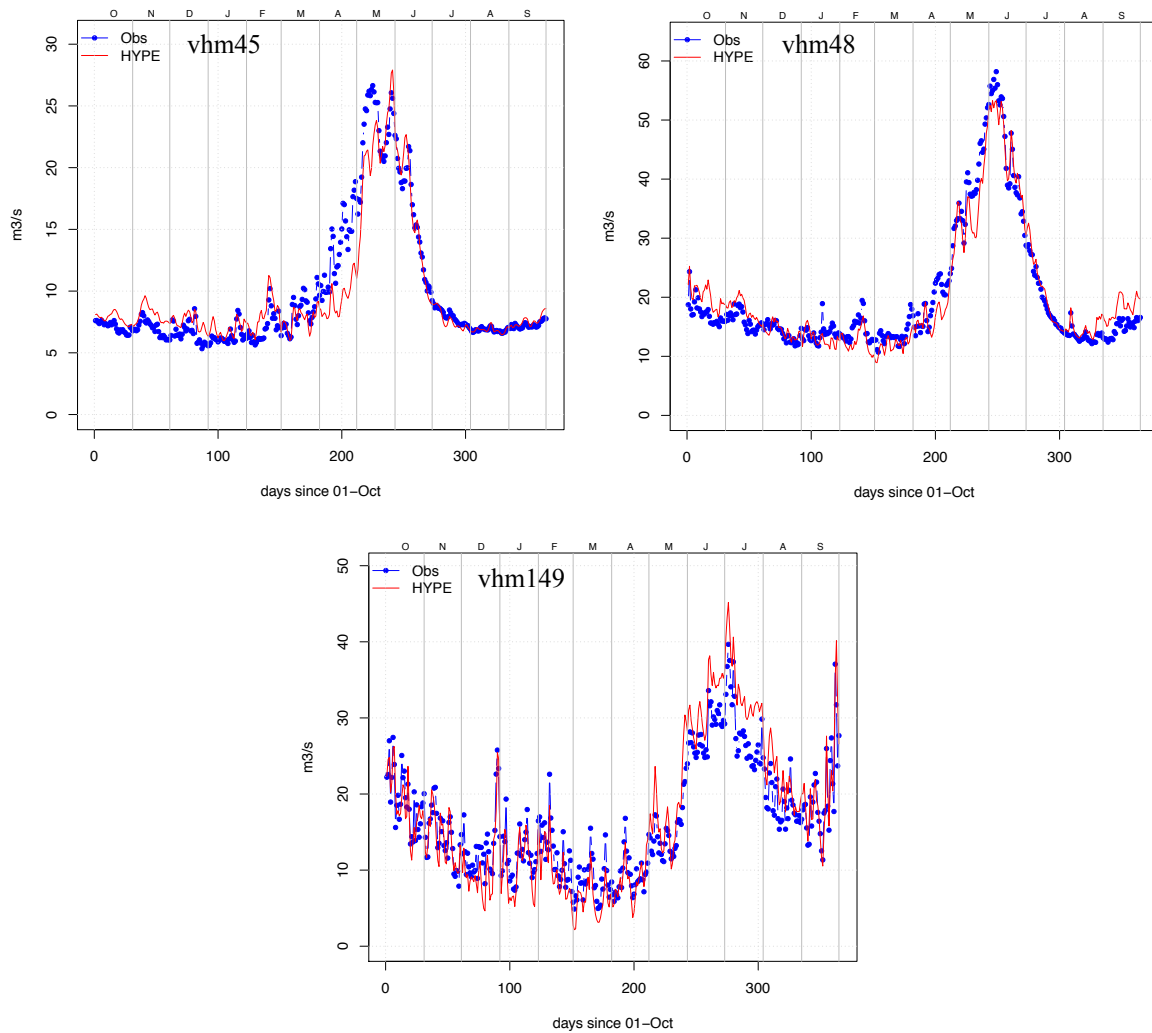 O N D J F M A M J J A S
vhm45
Obs
HYPE
30
25
20
15
10
5
0
m3/s
0 100 200 300
days since 01−Oct
O N D J F M A M J J A S
vhm48
Obs
HYPE
60
50
40
30
20
10
0
m3/s
0 100 200 300
days since 01−Oct
O N D J F M A M J J A S
vhm149
Obs
HYPE
50
40
30
20
10
0
m3/s
0 100 200 300
days since 01−Oct